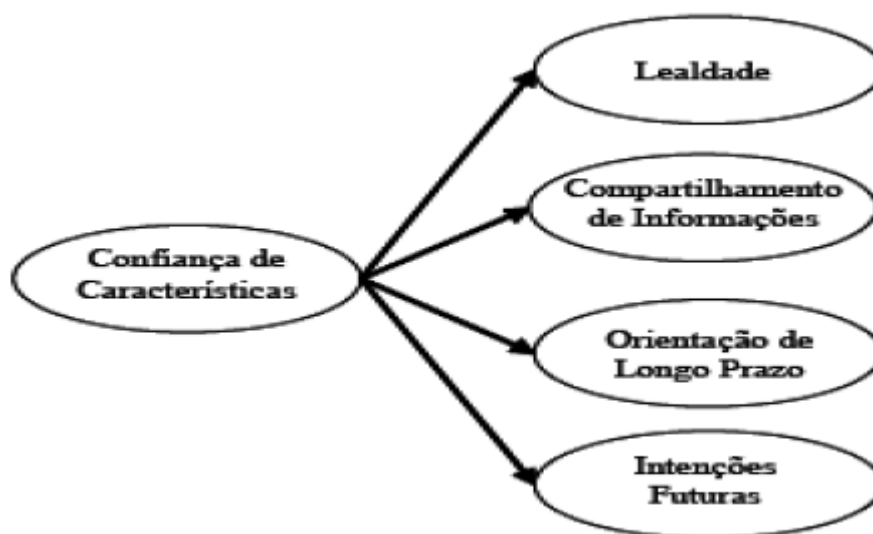 Lealdade
Compartilhamento
de Informações
Confiança de
Características
Orientação de
Longo Prazo
Intenções
Futuras